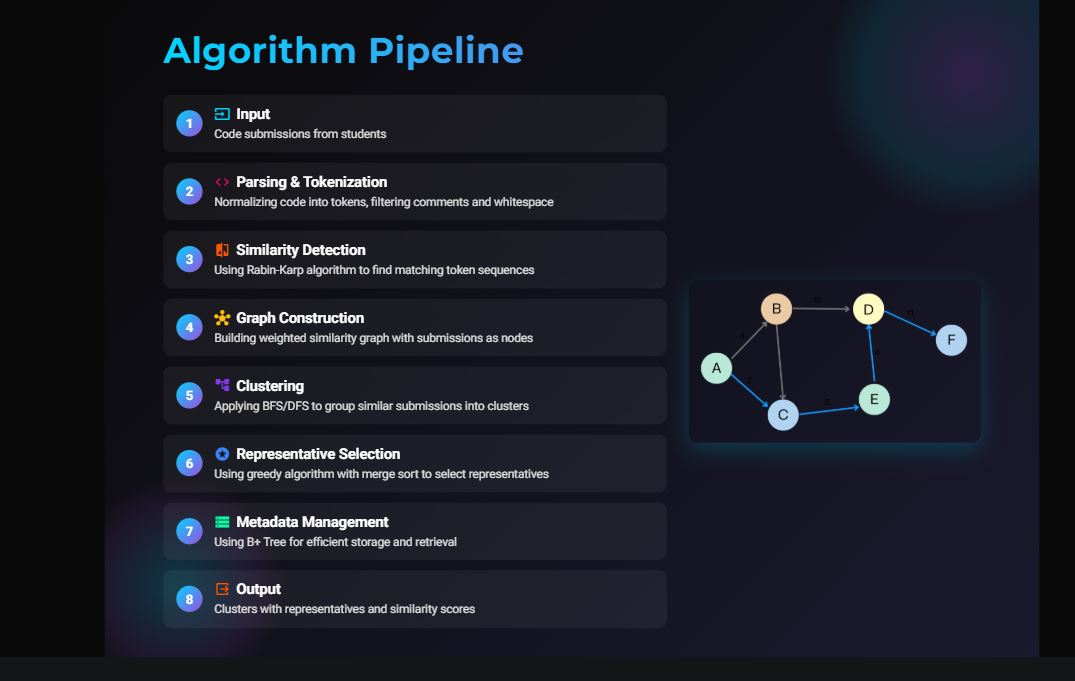 Algorithm Pipeline
1
Input
Code submissions from students
2
Parsing & Tokenization
Normalizing code into tokens, filtering comments and whitespace
3
Similarity Detection
Using Rabin-Karp algorithm to find matching token sequences
4
Graph Construction
Building weighted similarity graph with submissions as nodes
5
Clustering
Applying BFS/DFS to group similar submissions into clusters
6
Representative Selection
Using greedy algorithm with merge sort to select representatives
7
Metadata Management
Using B+ Tree for efficient storage and retrieval
8
Output
Clusters with representatives and similarity scores
B
10
D
F
A
E
C